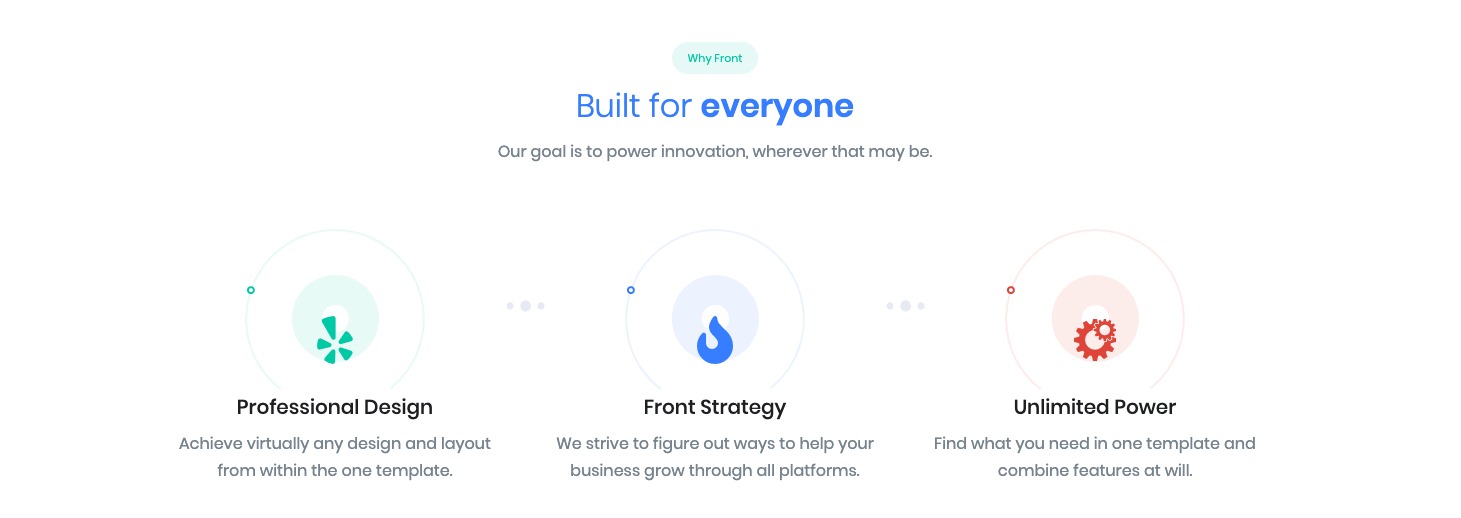 Why Front
Built for everyone
Our goal is to power innovation, wherever that may be.
Professional Design
Achieve virtually any design and layout
from within the one template.
Front Strategy
We strive to figure out ways to help your
business grow through all platforms.
Unlimited Power
Find what you need in one template and
combine features at will.